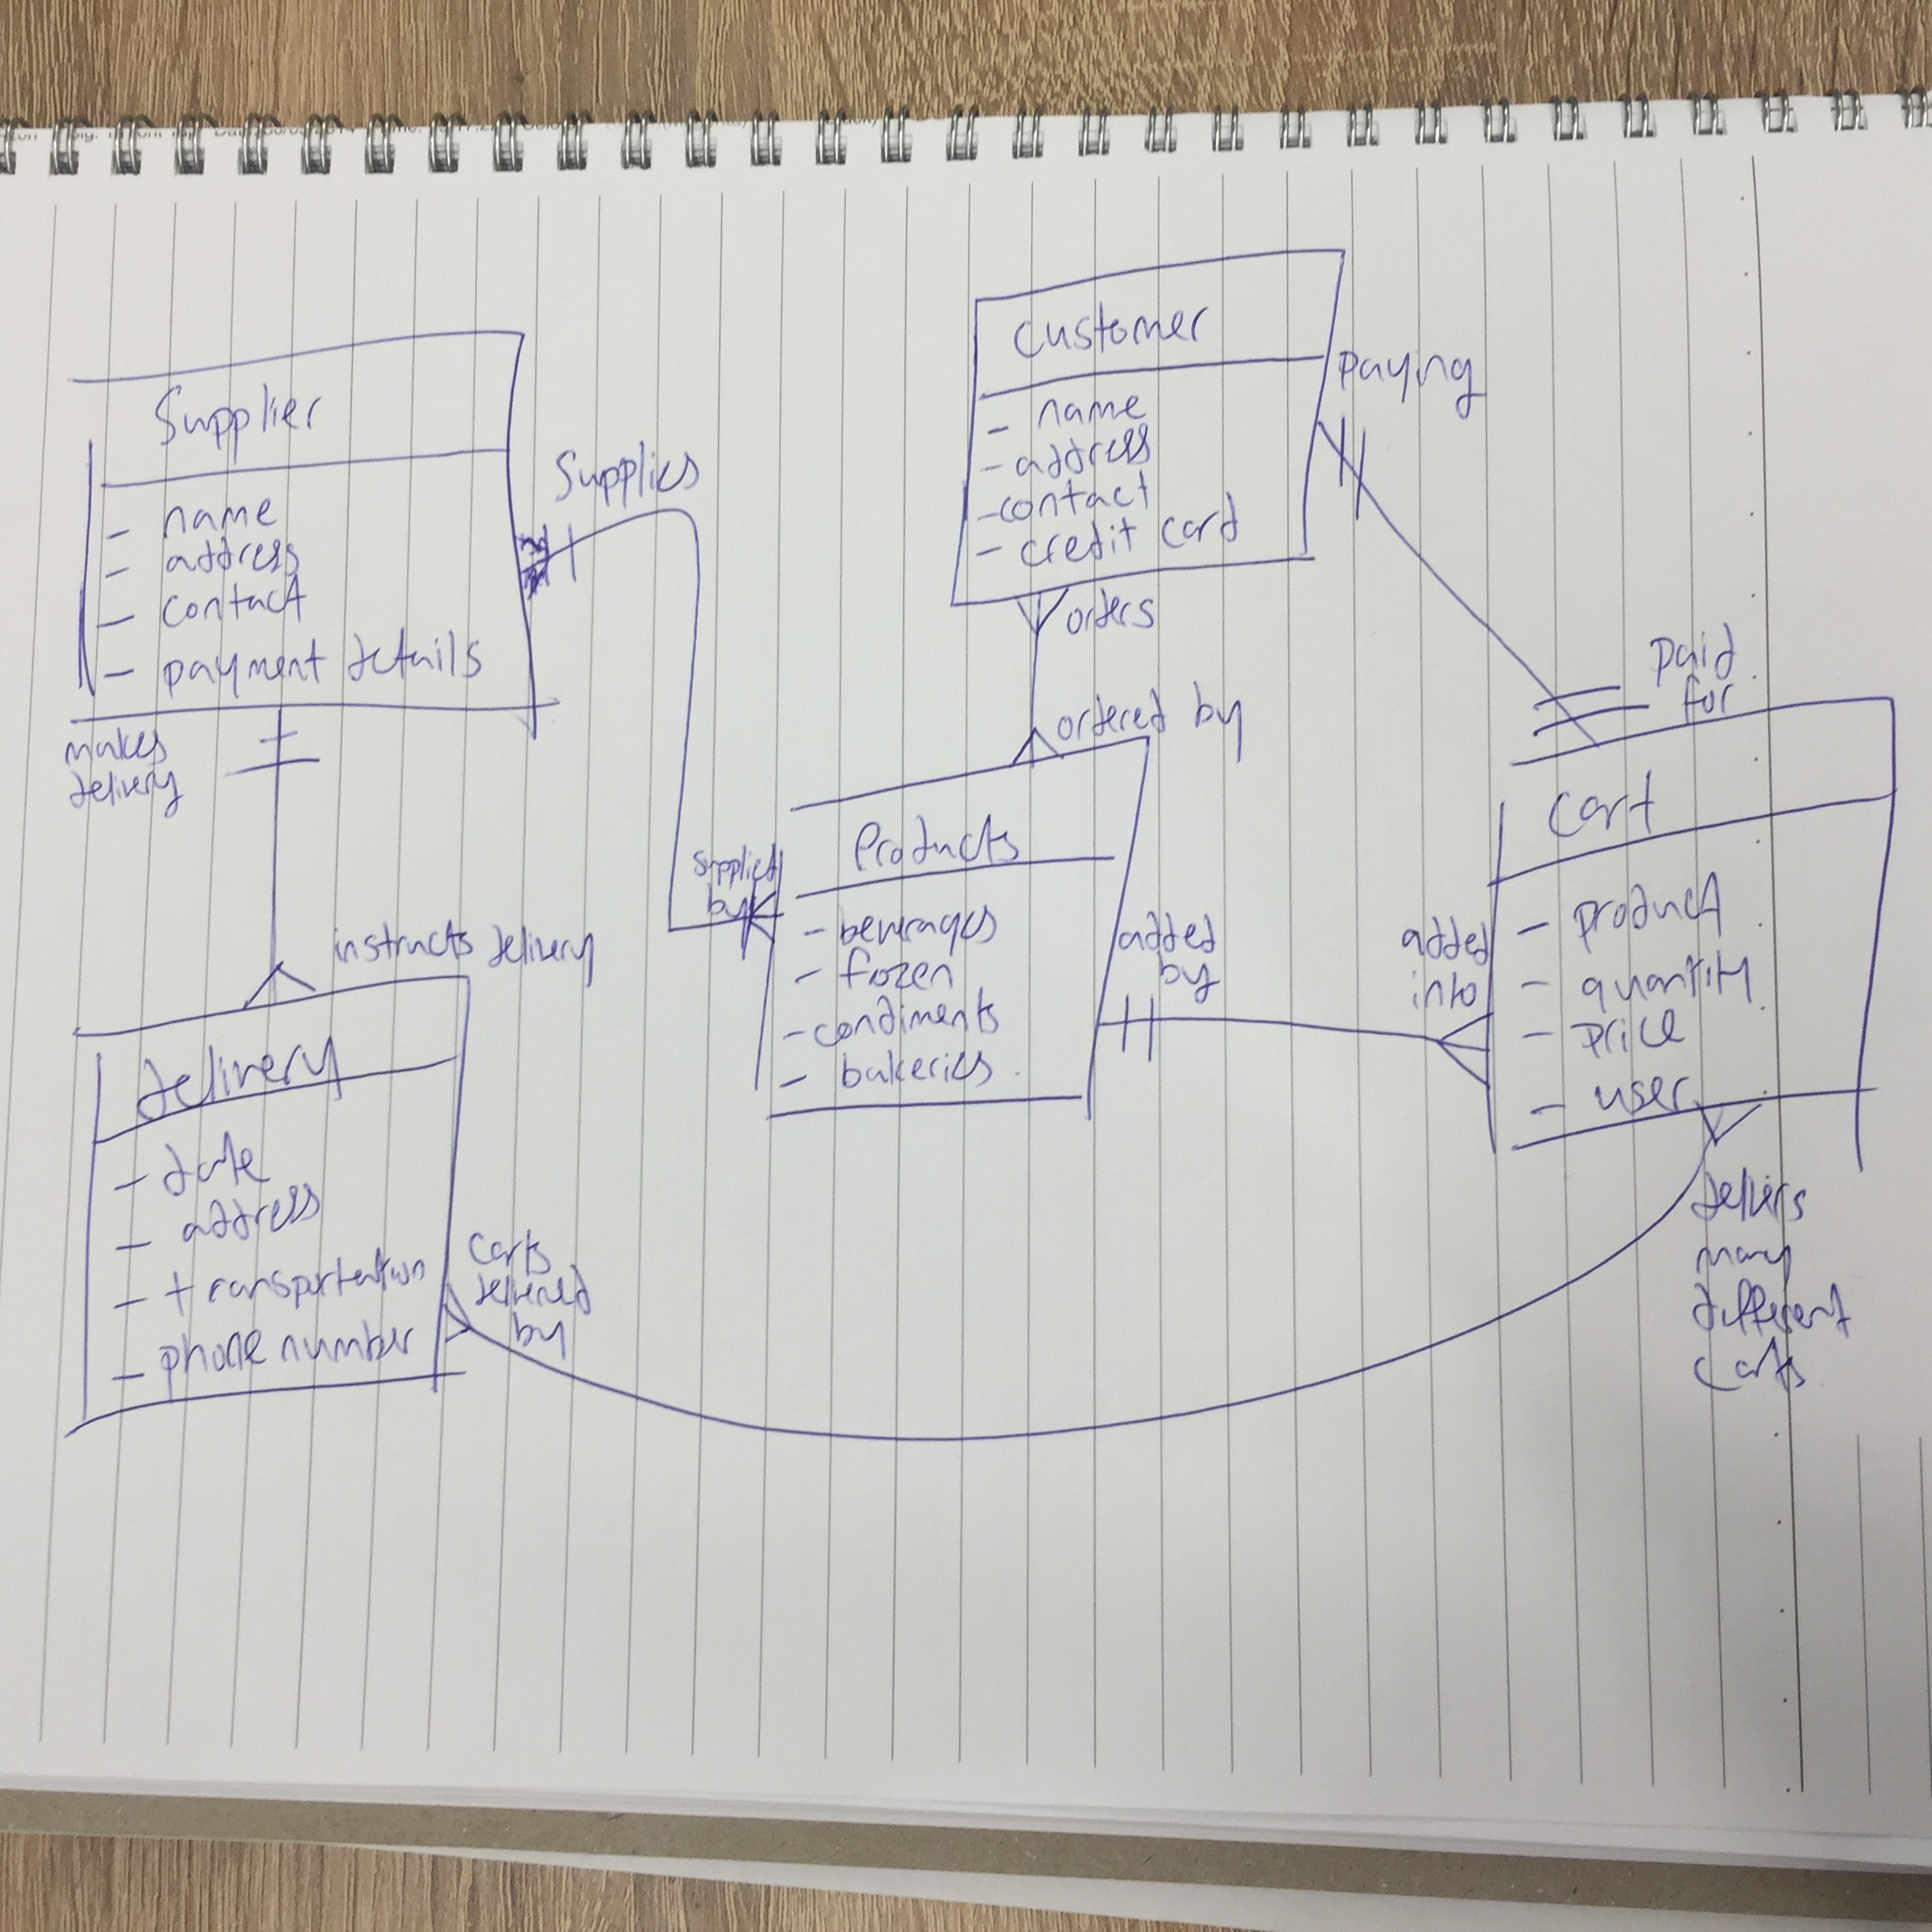 Supplier
- name
- address
- contact
- payment details
Supplies
makes
delivery
instructs delivery
delivery
- date
- address
- transportation
- phone number
Carts
delivered
by
Customer
- name
- address
- contact
- credit card
paying
orders
ordered by
supplied
by
Products
- beverages
- frozen
- condiments
- bakeries.
added
by
added
into
Paid
for
Cart
- product
- quantity
- price
- user
delivers
many
different
Carts